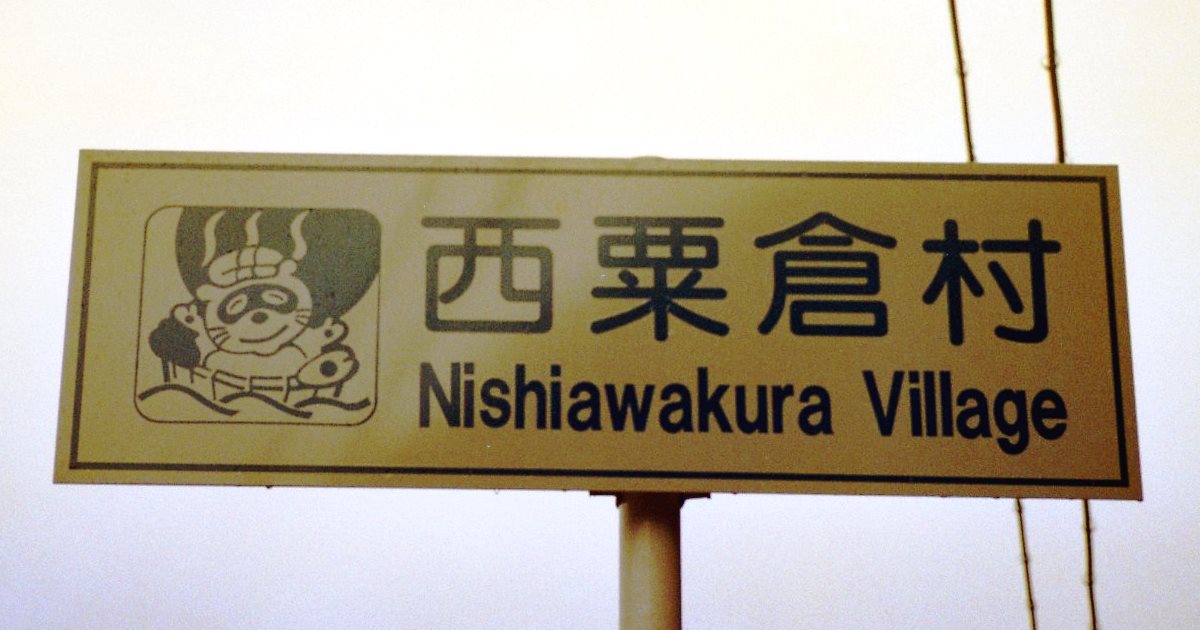 西粟倉村
Nishiawakura Village